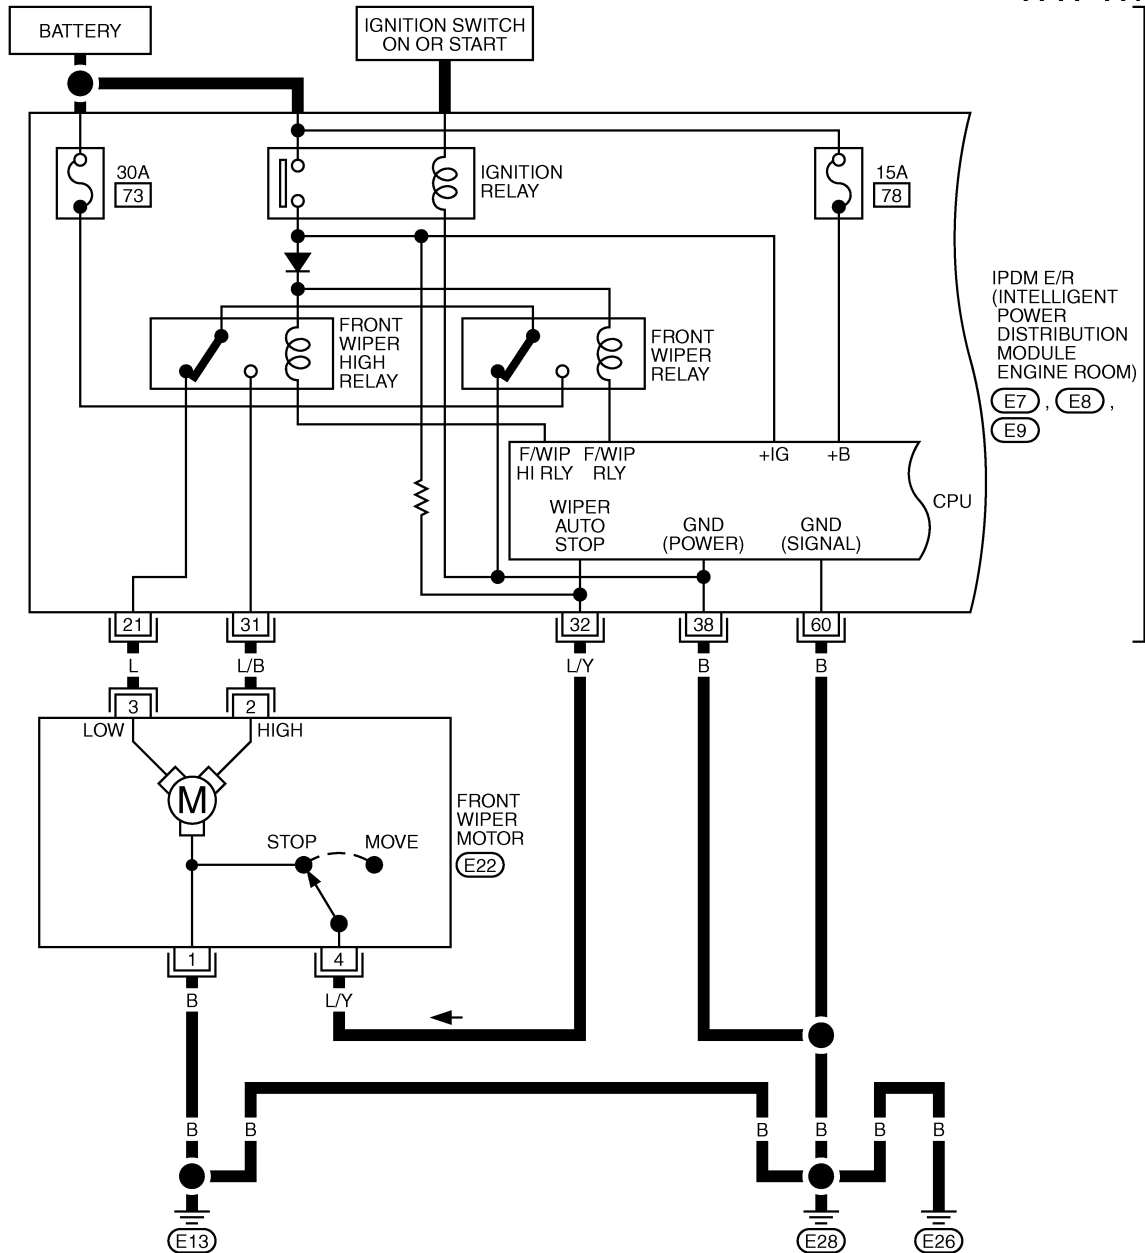 BATTERY
IGNITION SWITCH
ON OR START
30A
73
IGNITION
RELAY
15A
78
IPDM E/R
(INTELLIGENT
POWER
DISTRIBUTION
MODULE
ENGINE ROOM)
E7 , E8 ,
E9
FRONT
WIPER
HIGH
RELAY
FRONT
WIPER
RELAY
F/WIP
HI RLY
F/WIP
RLY
+IG
+B
CPU
WIPER
AUTO
STOP
GND
(POWER)
GND
(SIGNAL)
21
31
32
38
60
L
L/B
L/Y
B
B
3
2
LOW
HIGH
M
STOP
MOVE
FRONT
WIPER
MOTOR
E22
1
4
B
L/Y
B
B
B
B
B
B
E13
E28
E26